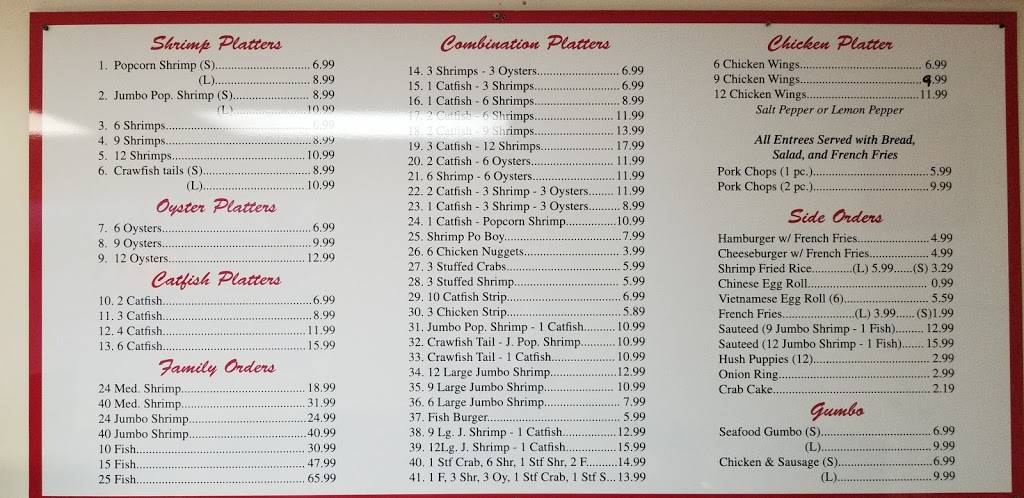 Shrimp Platters
1. Popcorn Shrimp (S)..............................6.99
(L)..............................8.99
2. Jumbo Pop. Shrimp (S)........................ 8.99
(L)..............................10.99
3. 6 Shrimps..............................6.99
4. 9 Shrimps..............................8.99
5. 12 Shrimps..............................10.99
6. Crawfish tails (S)..............................8.99
(L)..............................10.99
Oyster Platters
7. 6 Oysters..............................6.99
8. 9 Oysters..............................9.99
9. 12 Oysters..............................12.99
Catfish Platters
10. 2 Catfish..............................6.99
11. 3 Catfish..............................8.99
12. 4 Catfish..............................11.99
13. 6 Catfish..............................15.99
Family Orders
24 Med. Shrimp..............................18.99
40 Med. Shrimp..............................31.99
24 Jumbo Shrimp..............................24.99
40 Jumbo Shrimp..............................40.99
10 Fish..............................30.99
15 Fish..............................47.99
25 Fish..............................65.99
Combination Platters
14. 3 Shrimps - 3 Oysters........................ 6.99
15. 1 Catfish - 3 Shrimps........................ 6.99
16. 1 Catfish - 6 Shrimps........................ 8.99
17. 2 Catfish - 6 Shrimps........................ 11.99
18. 2 Catfish - 9 Shrimps........................13.99
19. 3 Catfish - 12 Shrimps......................17.99
20. 2 Catfish - 6 Oysters........................11.99
21. 6 Shrimp - 6 Oysters........................11.99
22. 2 Catfish - 3 Shrimp - 3 Oysters....... 11.99
23. 1 Catfish - 3 Shrimp - 3 Oysters.........8.99
24. 1 Catfish - Popcorn Shrimp...............10.99
25. Shrimp Po Boy..............................7.99
26. 6 Chicken Nuggets........................... 3.99
27. 3 Stuffed Crabs.............................. 5.99
28. 3 Stuffed Shrimp.............................. 5.99
29. 10 Catfish Strip.............................. 6.99
30. 3 Chicken Strip.............................. 5.89
31. Jumbo Pop. Shrimp - 1 Catfish......... 10.99
32. Crawfish Tail - J. Pop. Shrimp..........10.99
33. Crawfish Tail - 1 Catfish...................10.99
34. 12 Large Jumbo Shrimp...................12.99
35. 9 Large Jumbo Shrimp.................... 10.99
36. 6 Large Jumbo Shrimp.................... 7.99
37. Fish Burger.............................. 5.99
38. 9 Lg. J. Shrimp - 1 Catfish...............12.99
39. 12Lg. J. Shrimp - 1 Catfish...............15.99
40. 1 Stf Crab, 6 Shr, 1 Stf Shr, 2 F.........14.99
41. 1 F, 3 Shr, 3 Oy, 1 Stf Crab, 1 Stf S...13.99
Chicken Platter
6 Chicken Wings.............................. 6.99
9 Chicken Wings..............................9.99
12 Chicken Wings..............................11.99
Salt Pepper or Lemon Pepper
All Entrees Served with Bread,
Salad, and French Fries
Pork Chops (1 pc.)..............................5.99
Pork Chops (2 pc.)..............................9.99
Side Orders
Hamburger w/ French Fries.................... 4.99
Cheeseburger w/ French Fries................. 4.99
Shrimp Fried Rice............(L) 5.99......(S) 3.29
Chinese Egg Roll.............................. 0.99
Vietnamese Egg Roll (6)........................ 5.59
French Fries....................(L) 3.99......(S)1.99
Sauteed (9 Jumbo Shrimp - 1 Fish)......... 12.99
Sauteed (12 Jumbo Shrimp - 1 Fish)....... 15.99
Hush Puppies (12).............................. 2.99
Onion Ring.............................. 2.99
Crab Cake.............................. 2.19
Gumbo
Seafood Gumbo (S)..............................6.99
(L).............................. 9.99
Chicken & Sausage (S)..............................6.99
(L)..............................9.99